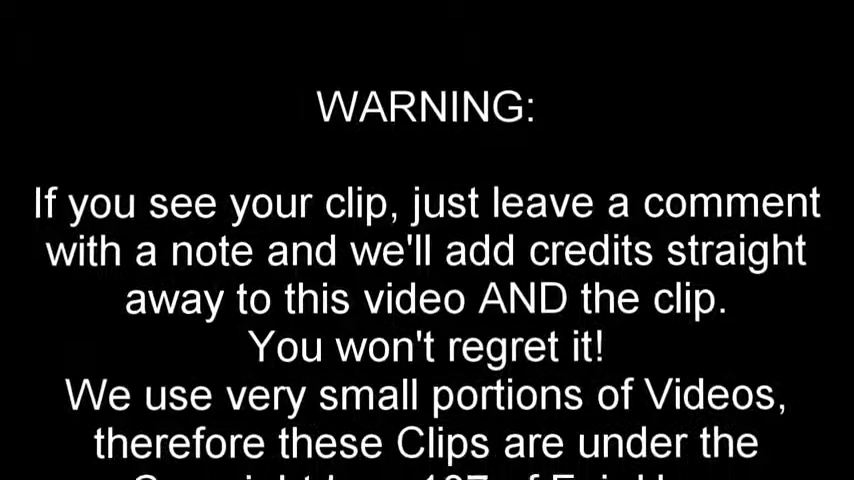 WARNING:
If you see your clip, just leave a comment
with a note and we'll add credits straight
away to this video AND the clip.
You won't regret it!
We use very small portions of Videos,
therefore these Clips are under the